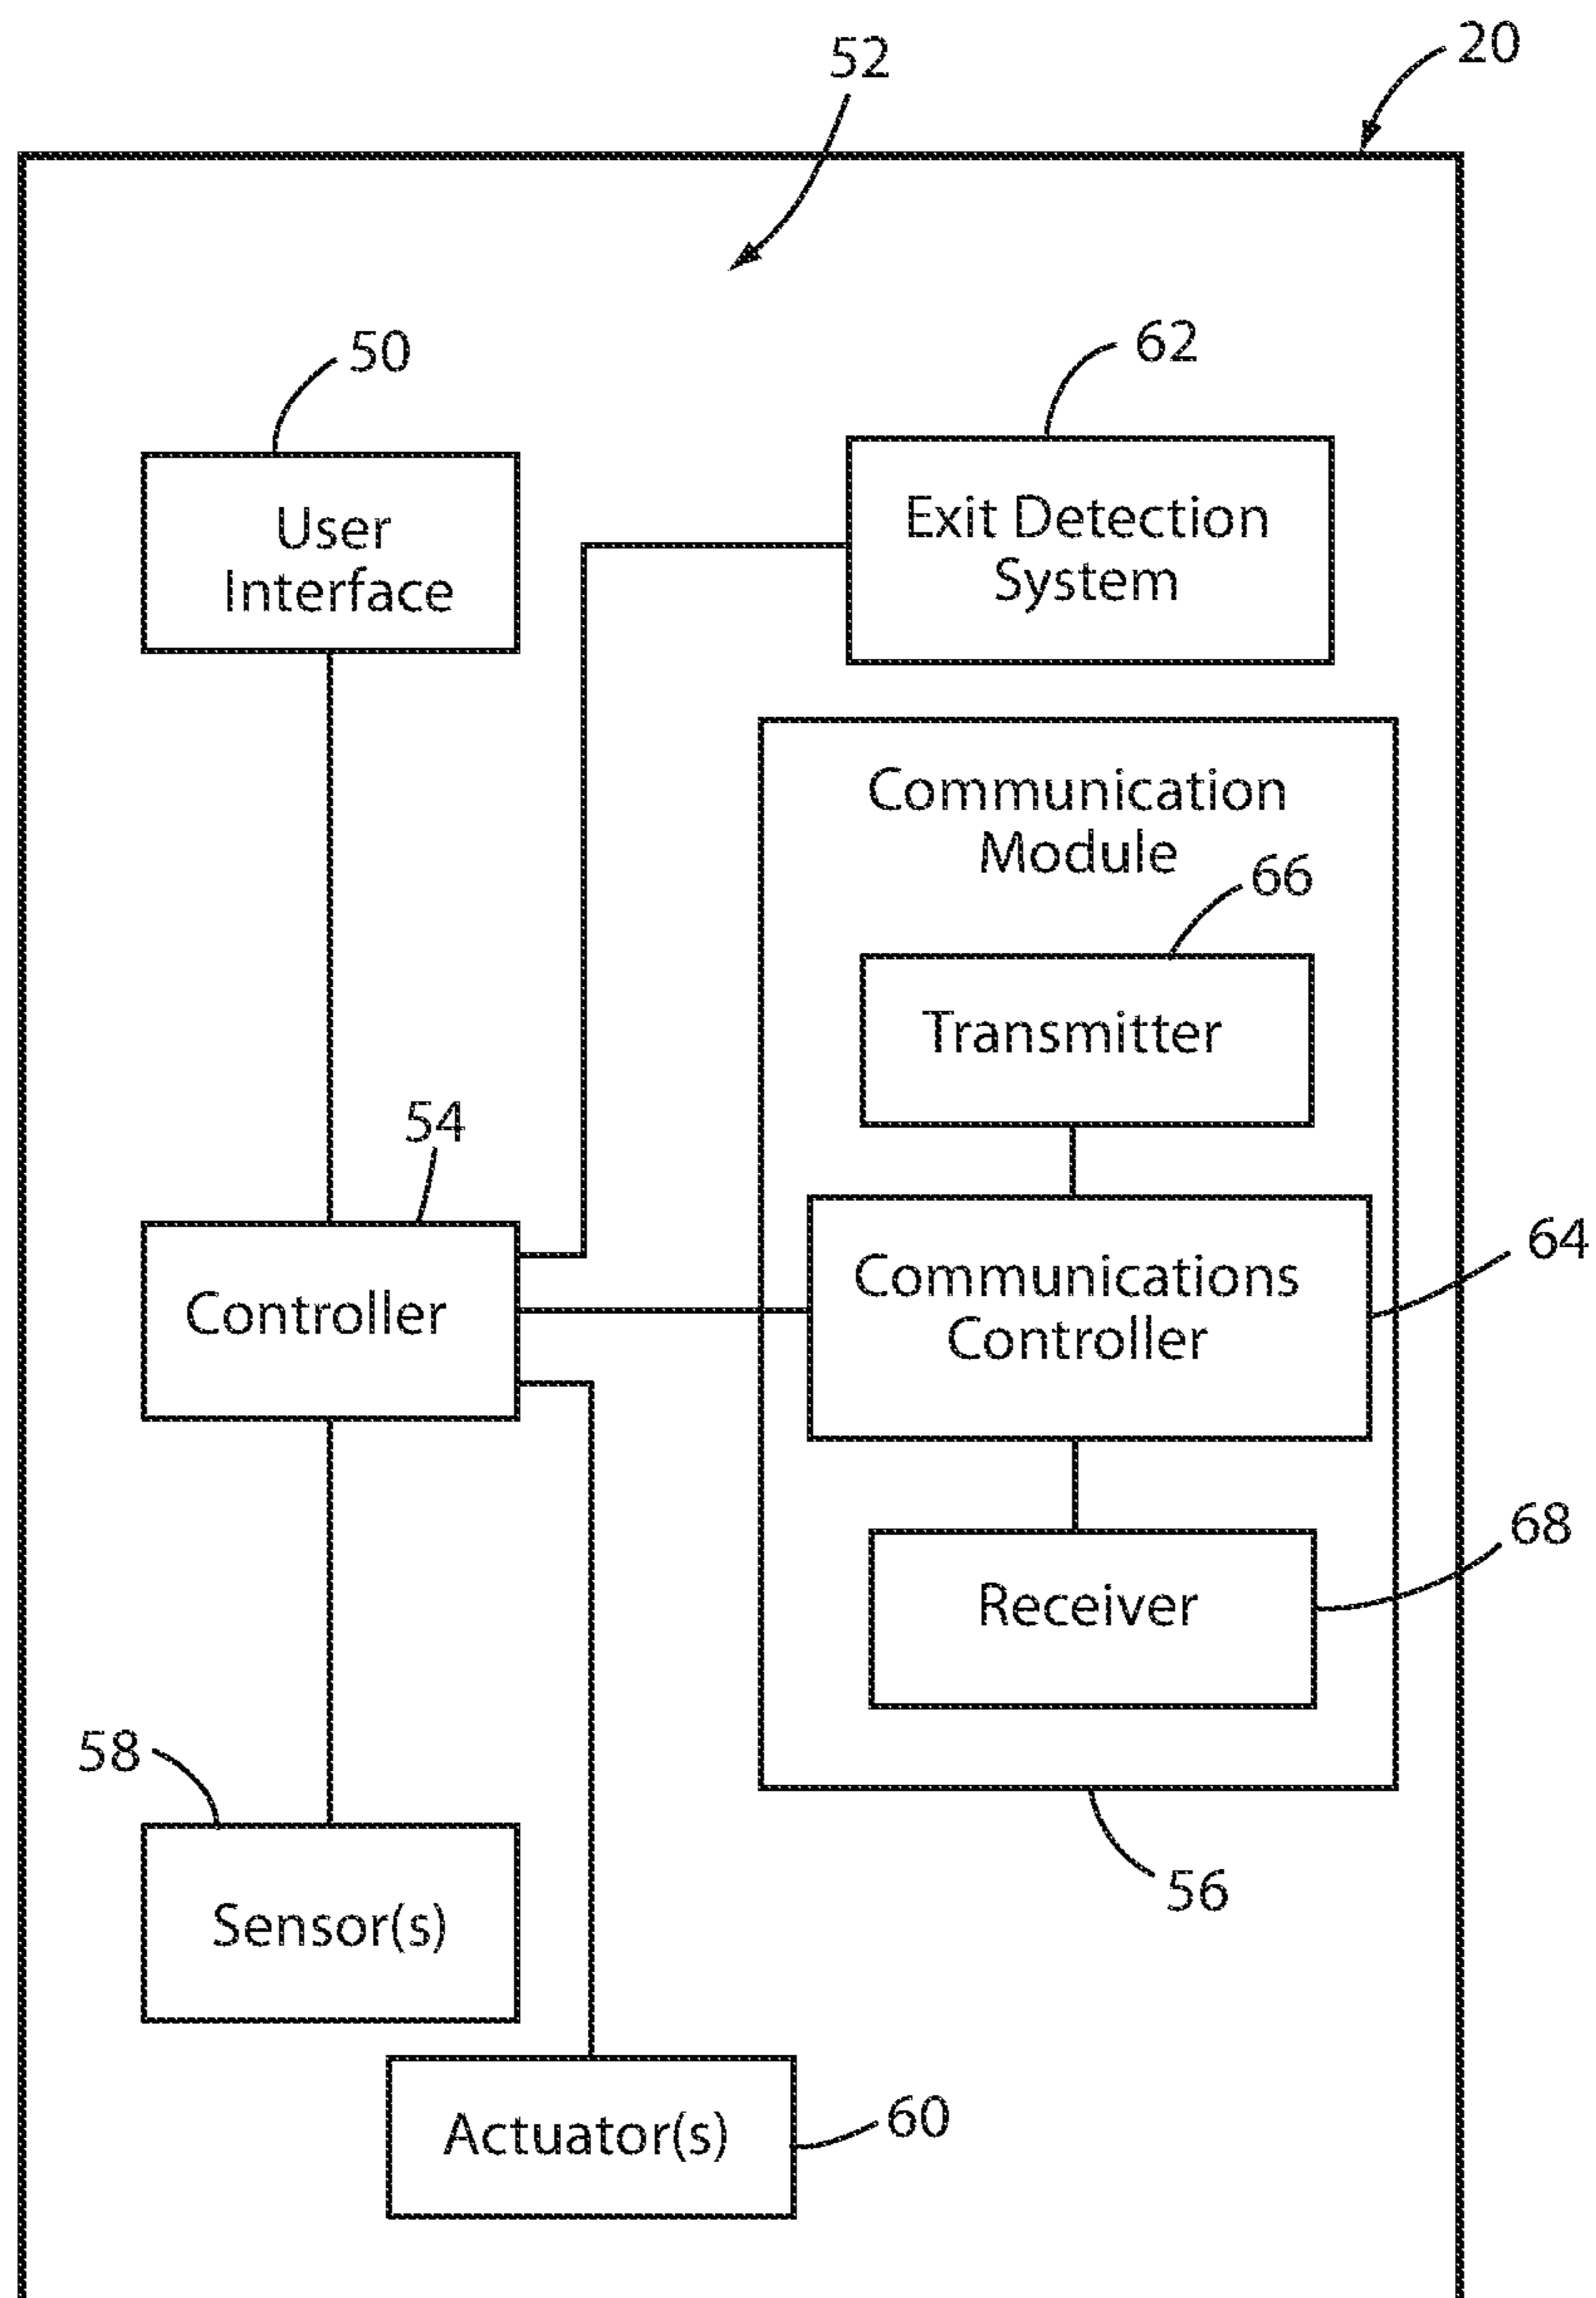 20
52
50
User
Interface
62
Exit Detection
System
Communication
Module
66
Transmitter
54
Controller
Communications
Controller
64
Receiver
68
58
Sensor(s)
56
Actuator(s)
60